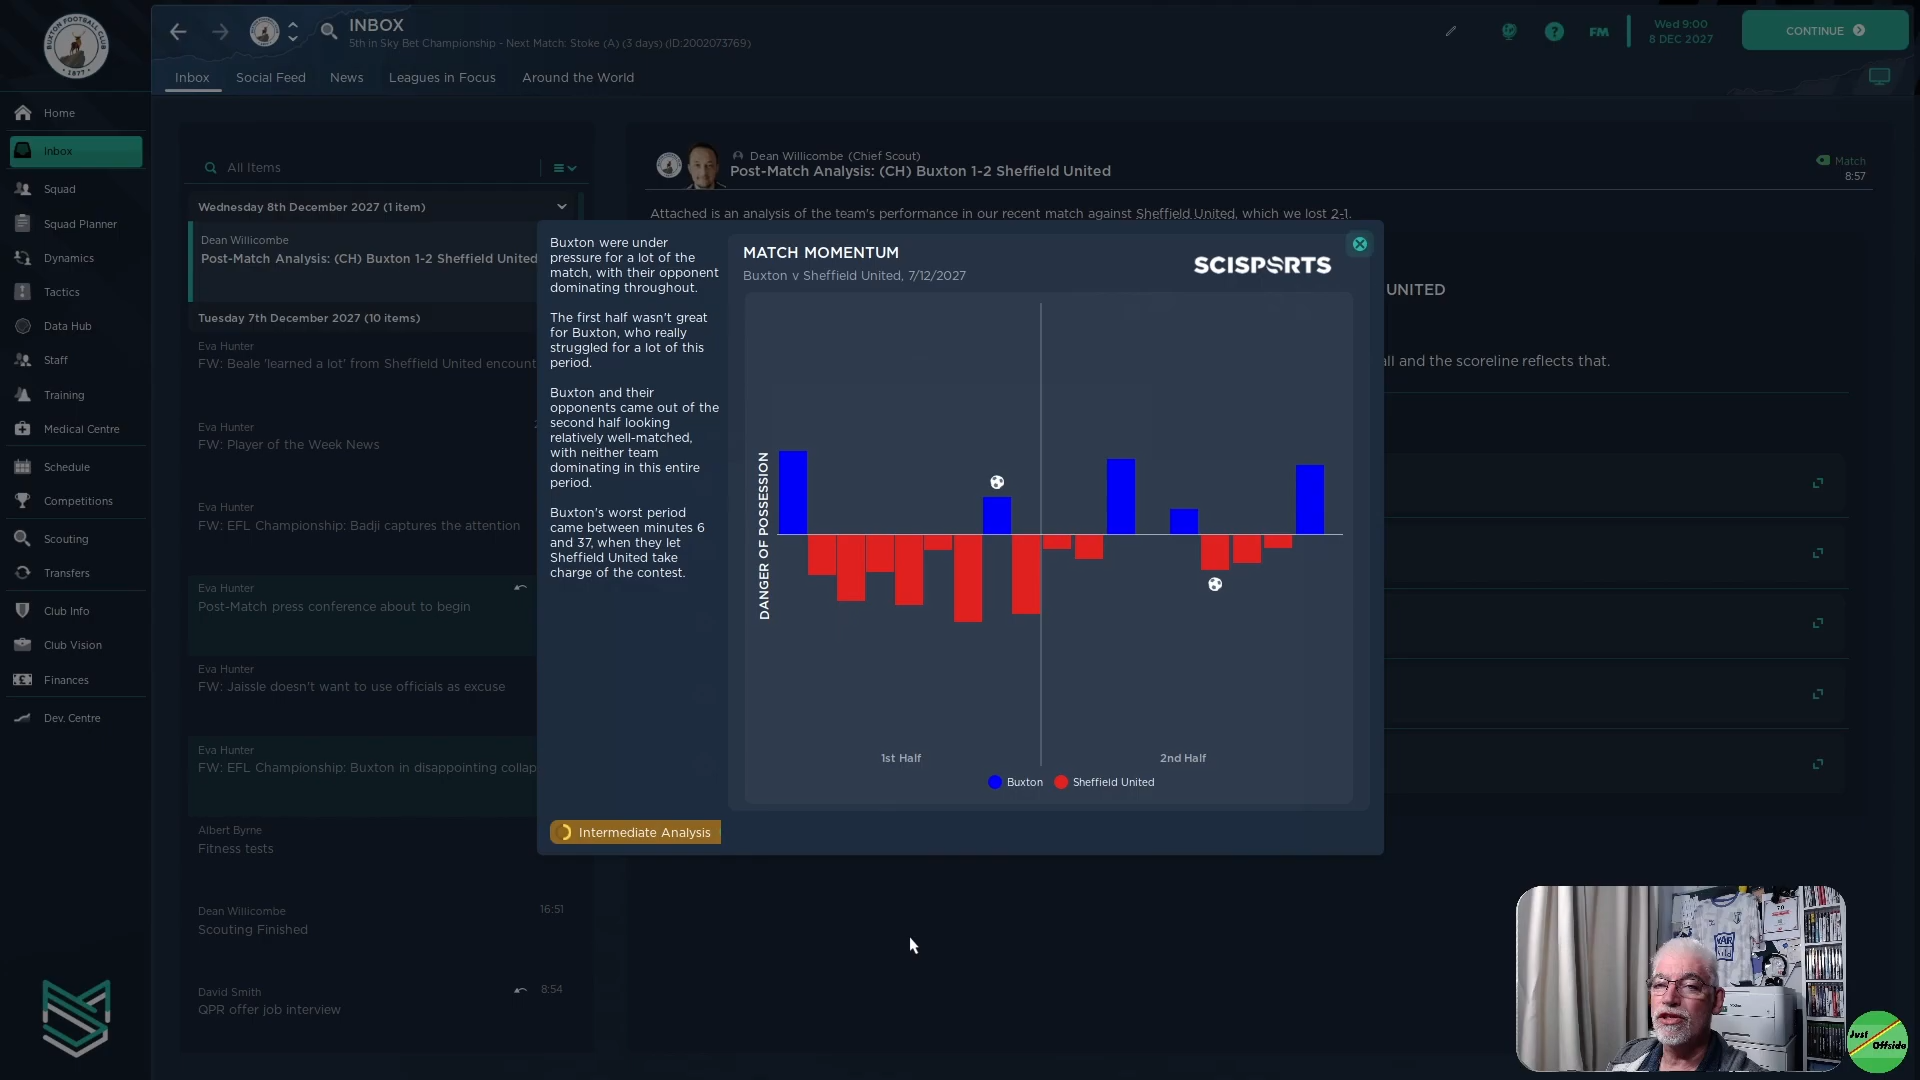 BUXTON FOOTBALL CLUB
1877
INBOX
5th in Sky Bet Championship - Next Match: Stoke (A) (3 days) (ID:2002073769)
FM
Wed 9:00
8 DEC 2027
CONTINUE
Inbox
Social Feed
News
Leagues in Focus
Around the World
Home
Inbox
Squad
Squad Planner
Dynamics
Tactics
Data Hub
Staff
Training
Medical Centre
Schedule
Competitions
Scouting
Transfers
Club Info
Club Vision
Finances
Dev. Centre
All Items
Wednesday 8th December 2027 (1 item)
Dean Willicombe
Post-Match Analysis: (CH) Buxton 1-2 Sheffield United
Tuesday 7th December 2027 (10 items)
Eva Hunter
FW: Beale 'learned a lot' from Sheffield United encount
Eva Hunter
FW: Player of the Week News
Eva Hunter
FW: EFL Championship: Badji captures the attention
Eva Hunter
Post-Match press conference about to begin
Eva Hunter
FW: Jaissle doesn't want to use officials as excuse
Eva Hunter
FW: EFL Championship: Buxton in disappointing collap
Albert Byrne
Fitness tests
Dean Willicombe
16:51
Scouting Finished
David Smith
8:54
QPR offer job interview
Dean Willicombe (Chief Scout)
Post-Match Analysis: (CH) Buxton 1-2 Sheffield United
Match
8:57
Attached is an analysis of the team's performance in our recent match against Sheffield United, which we lost 2-1.
UNITED
all and the scoreline reflects that.
Buxton were under
pressure for a lot of the
match, with their opponent
dominating throughout.
The first half wasn't great
for Buxton, who really
struggled for a lot of this
period.
Buxton and their
opponents came out of the
second half looking
relatively well-matched,
with neither team
dominating in this entire
period.
Buxton's worst period
came between minutes 6
and 37, when they let
Sheffield United take
charge of the contest.
Intermediate Analysis
MATCH MOMENTUM
Buxton v Sheffield United, 7/12/2027
SCISPORTS
DANGER OF POSSESSION
1st Half
2nd Half
Buxton
Sheffield United
Just
Offside